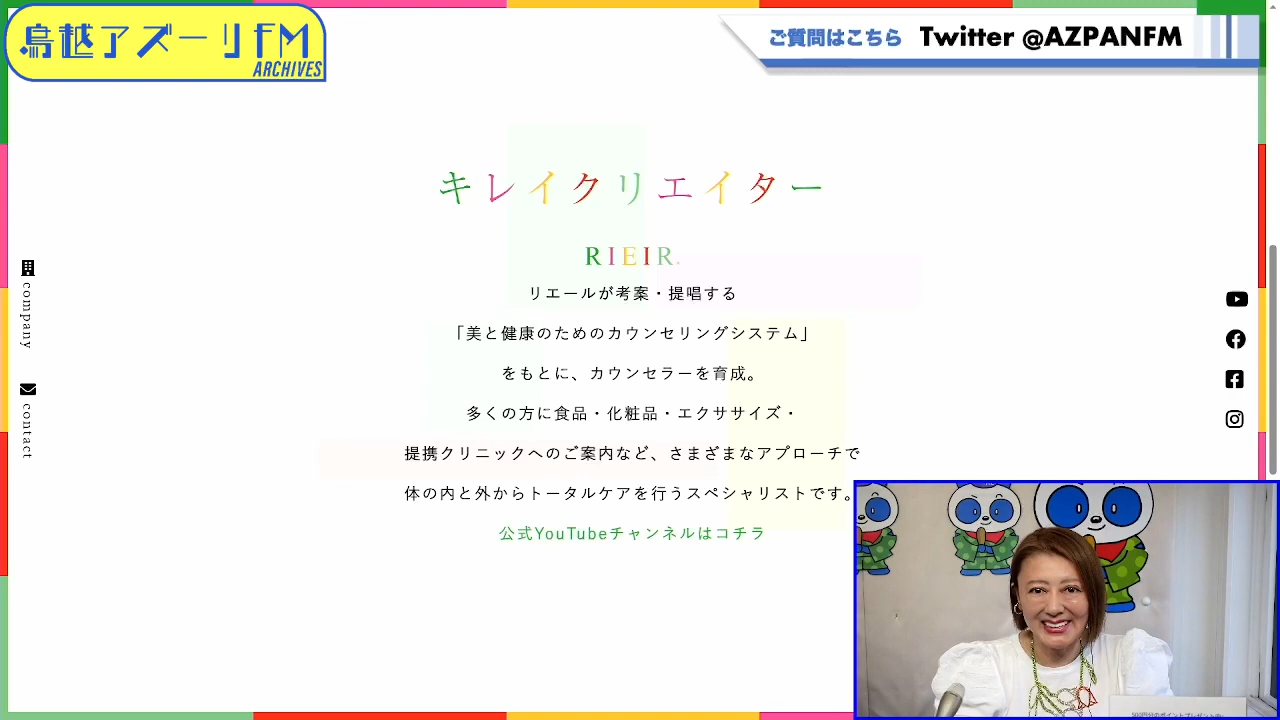 鳥越アズーリFM
ARCHIVES
ご質問はこちら Twitter @AZPANFM
キレイクリエイター
RIEIR.
リエールが考案・提唱する
「美と健康のためのカウンセリングシステム」
をもとに、カウンセラーを育成。
多くの方に食品・化粧品・エクササイズ・
提携クリニックへのご案内など、さまざまなアプローチで
体の内と外からトータルケアを行うスペシャリストです。
公式YouTubeチャンネルはコチラ
company
contact